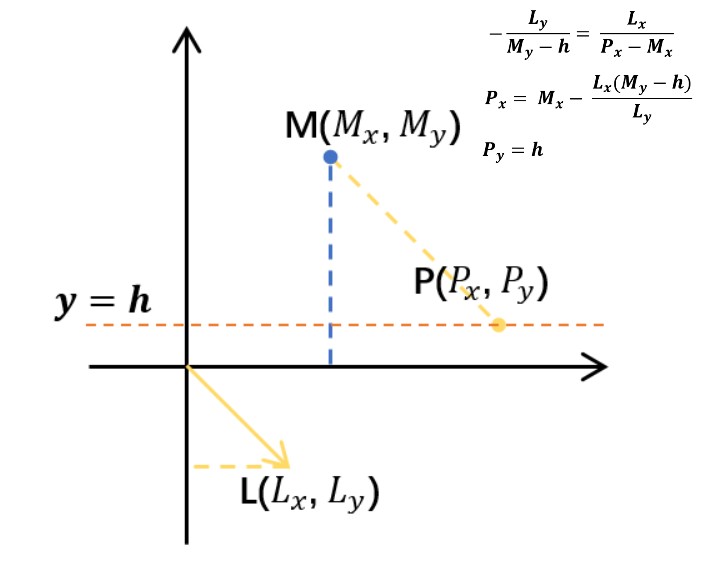 -L_y/(M_y − h) = L_x/(P_x − M_x)
P_x = M_x − L_x(M_y − h)/L_y
P_y = h
M(M_x, M_y)
P(P_x, P_y)
y = h
L(L_x, L_y)